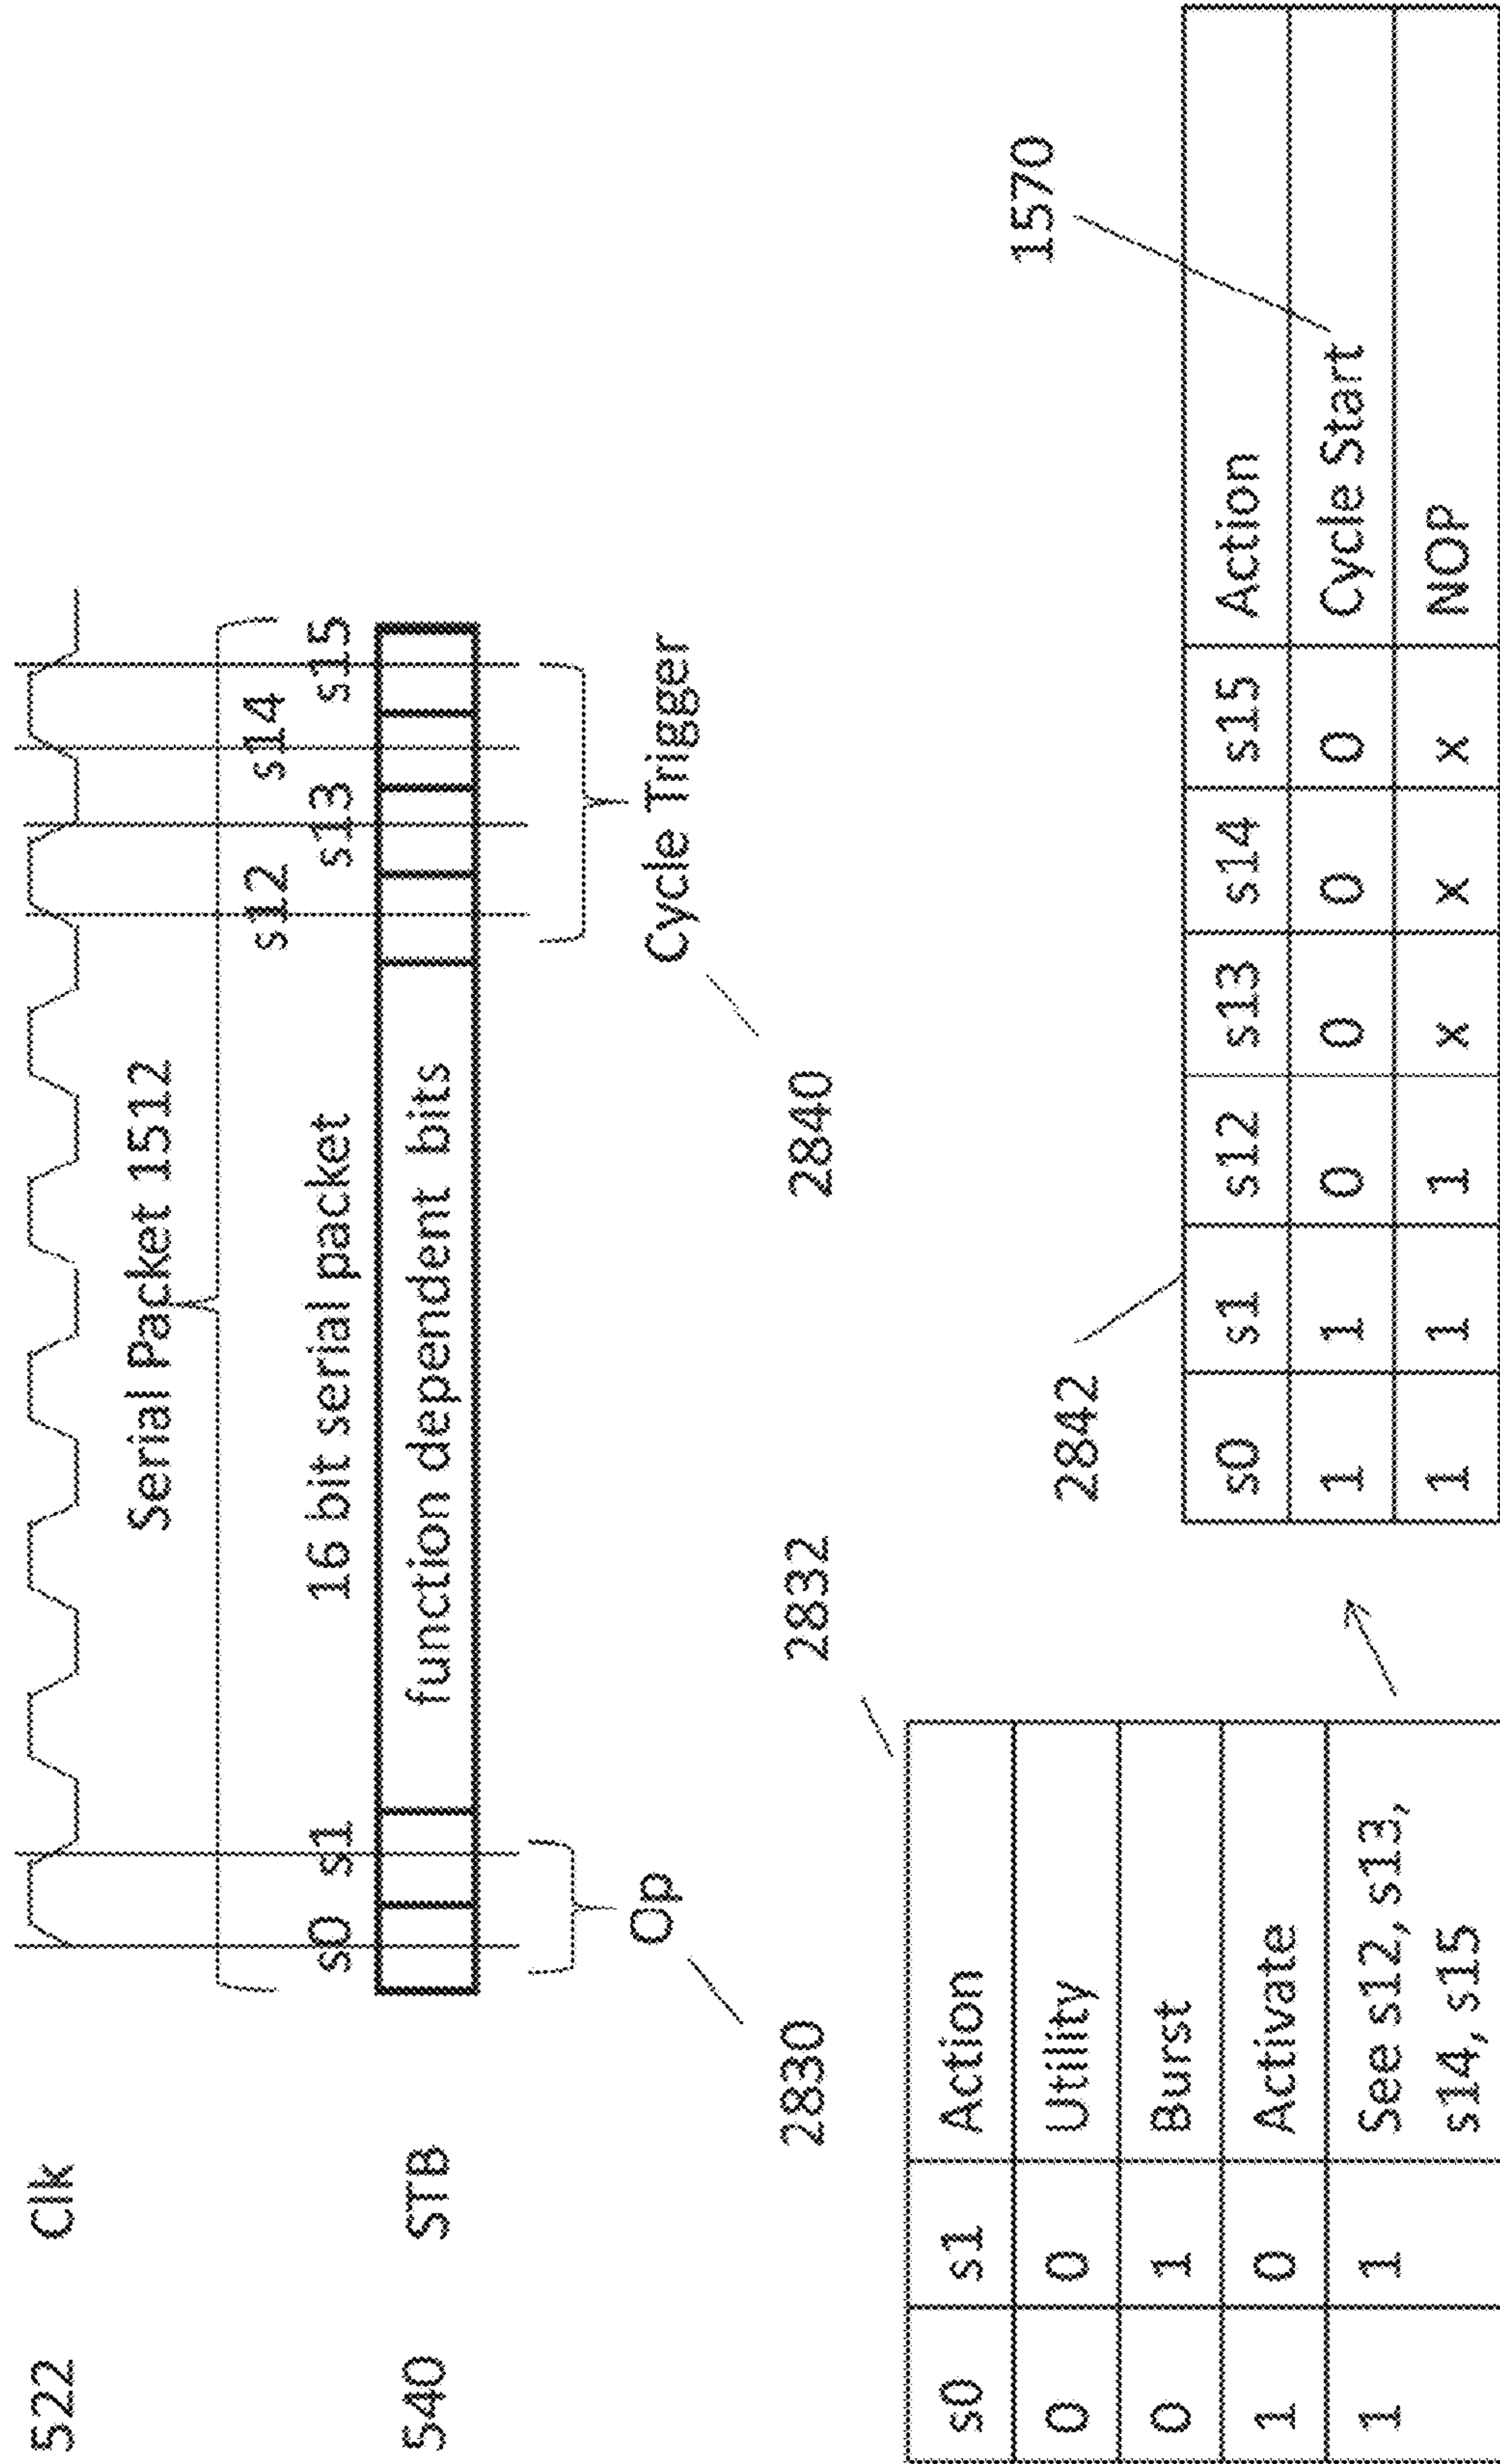 522 Clk
Serial Packet 1512
s12 s14
s0 s1 16 bit serial packet s13 s15
540 STB function dependent bits
Op Cycle Trigger
2830 2832 2840
s0 s1 Action
0 0 Utility
0 1 Burst
1 0 Activate
1 1 See s12, s13,
s14, s15
2842 1570
s0 s1 s12 s13 s14 s15 Action
1 1 0 0 0 0 Cycle Start
1 1 1 x x x NOP